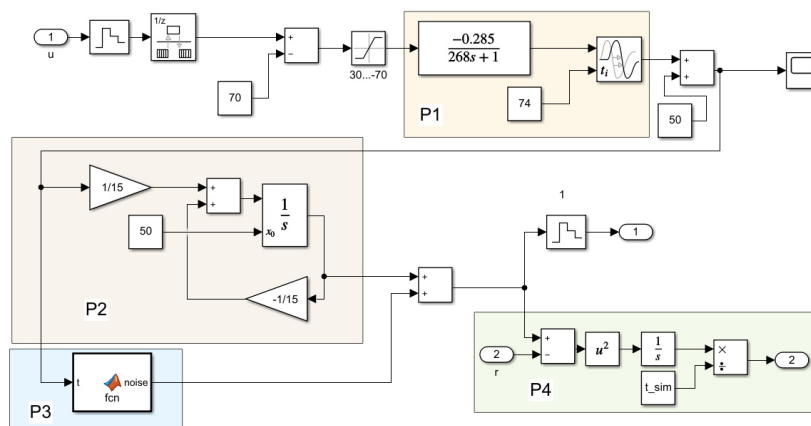 1
u
1/z
+
−
70
30...-70
-0.285
268s + 1
74
t_i
P1
+
+
50
1/15
+
+
1
s
x_0
50
-1/15
P2
+
+
1
1
t
noise
fcn
P3
2
r
+
−
u^2
1
s
×
÷
t_sim
2
P4